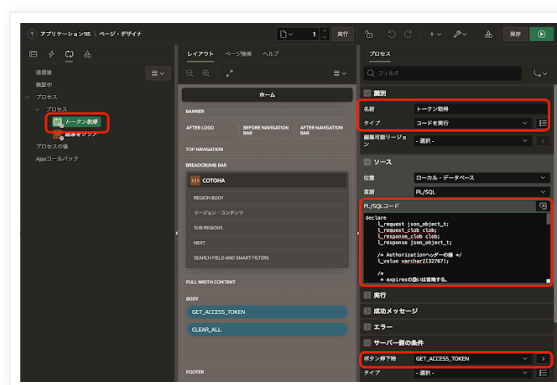 アプリケーション115 \ ページ・デザイナ
1
実行
保存
送信後
検証中
プロセス
プロセス
トークン取得
プロセスの後
Ajaxコールバック
レイアウト ページ検索 ヘルプ
ホーム
BANNER
AFTER LOGO
BEFORE NAVIGATION BAR
AFTER NAVIGATION BAR
TOP NAVIGATION
BREADCRUMB BAR
COTOHA
REGION BODY
リージョン・コンテンツ
SUB REGIONS
NEXT
SEARCH FIELD AND SMART FILTERS
FULL WIDTH CONTENT
BODY
GET_ACCESS_TOKEN
CLEAR_ALL
FOOTER
プロセス
フィルタ
識別
名前 トークン取得
タイプ コードを実行
編集可能リージョン - 選択 -
ソース
位置 ローカル・データベース
言語 PL/SQL
PL/SQLコード
declare
l_request json_object_t;
l_request_clob clob;
l_response_clob clob;
l_response json_object_t;
/* Authorizationヘッダーの値 */
l_value varchar2(32767);
/*
* expiresの扱いは省略する。
実行
成功メッセージ
エラー
サーバー側の条件
ボタン押下時 GET_ACCESS_TOKEN
タイプ - 選択 -